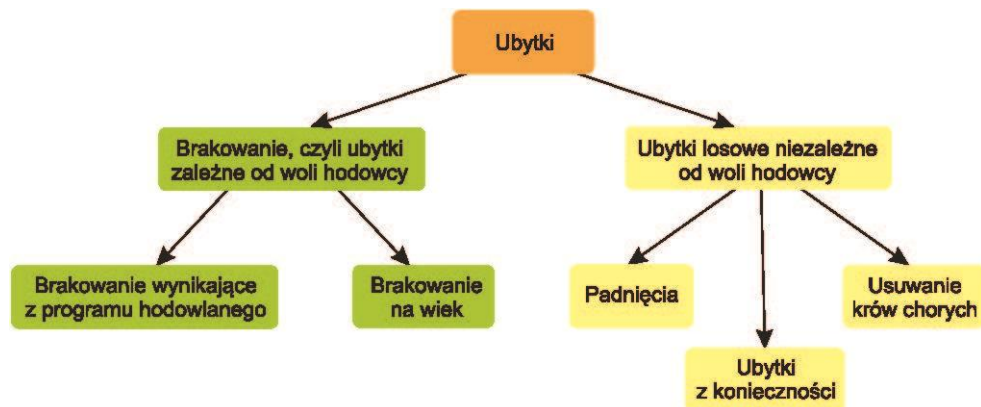 Ubytki
Brakowanie, czyli ubytki
zależne od woli hodowcy
Ubytki losowe niezależne
od woli hodowcy
Brakowanie wynikające
z programu hodowlanego
Brakowanie
na wiek
Padnięcia
Usuwanie
krów chorych
Ubytki
z konieczności